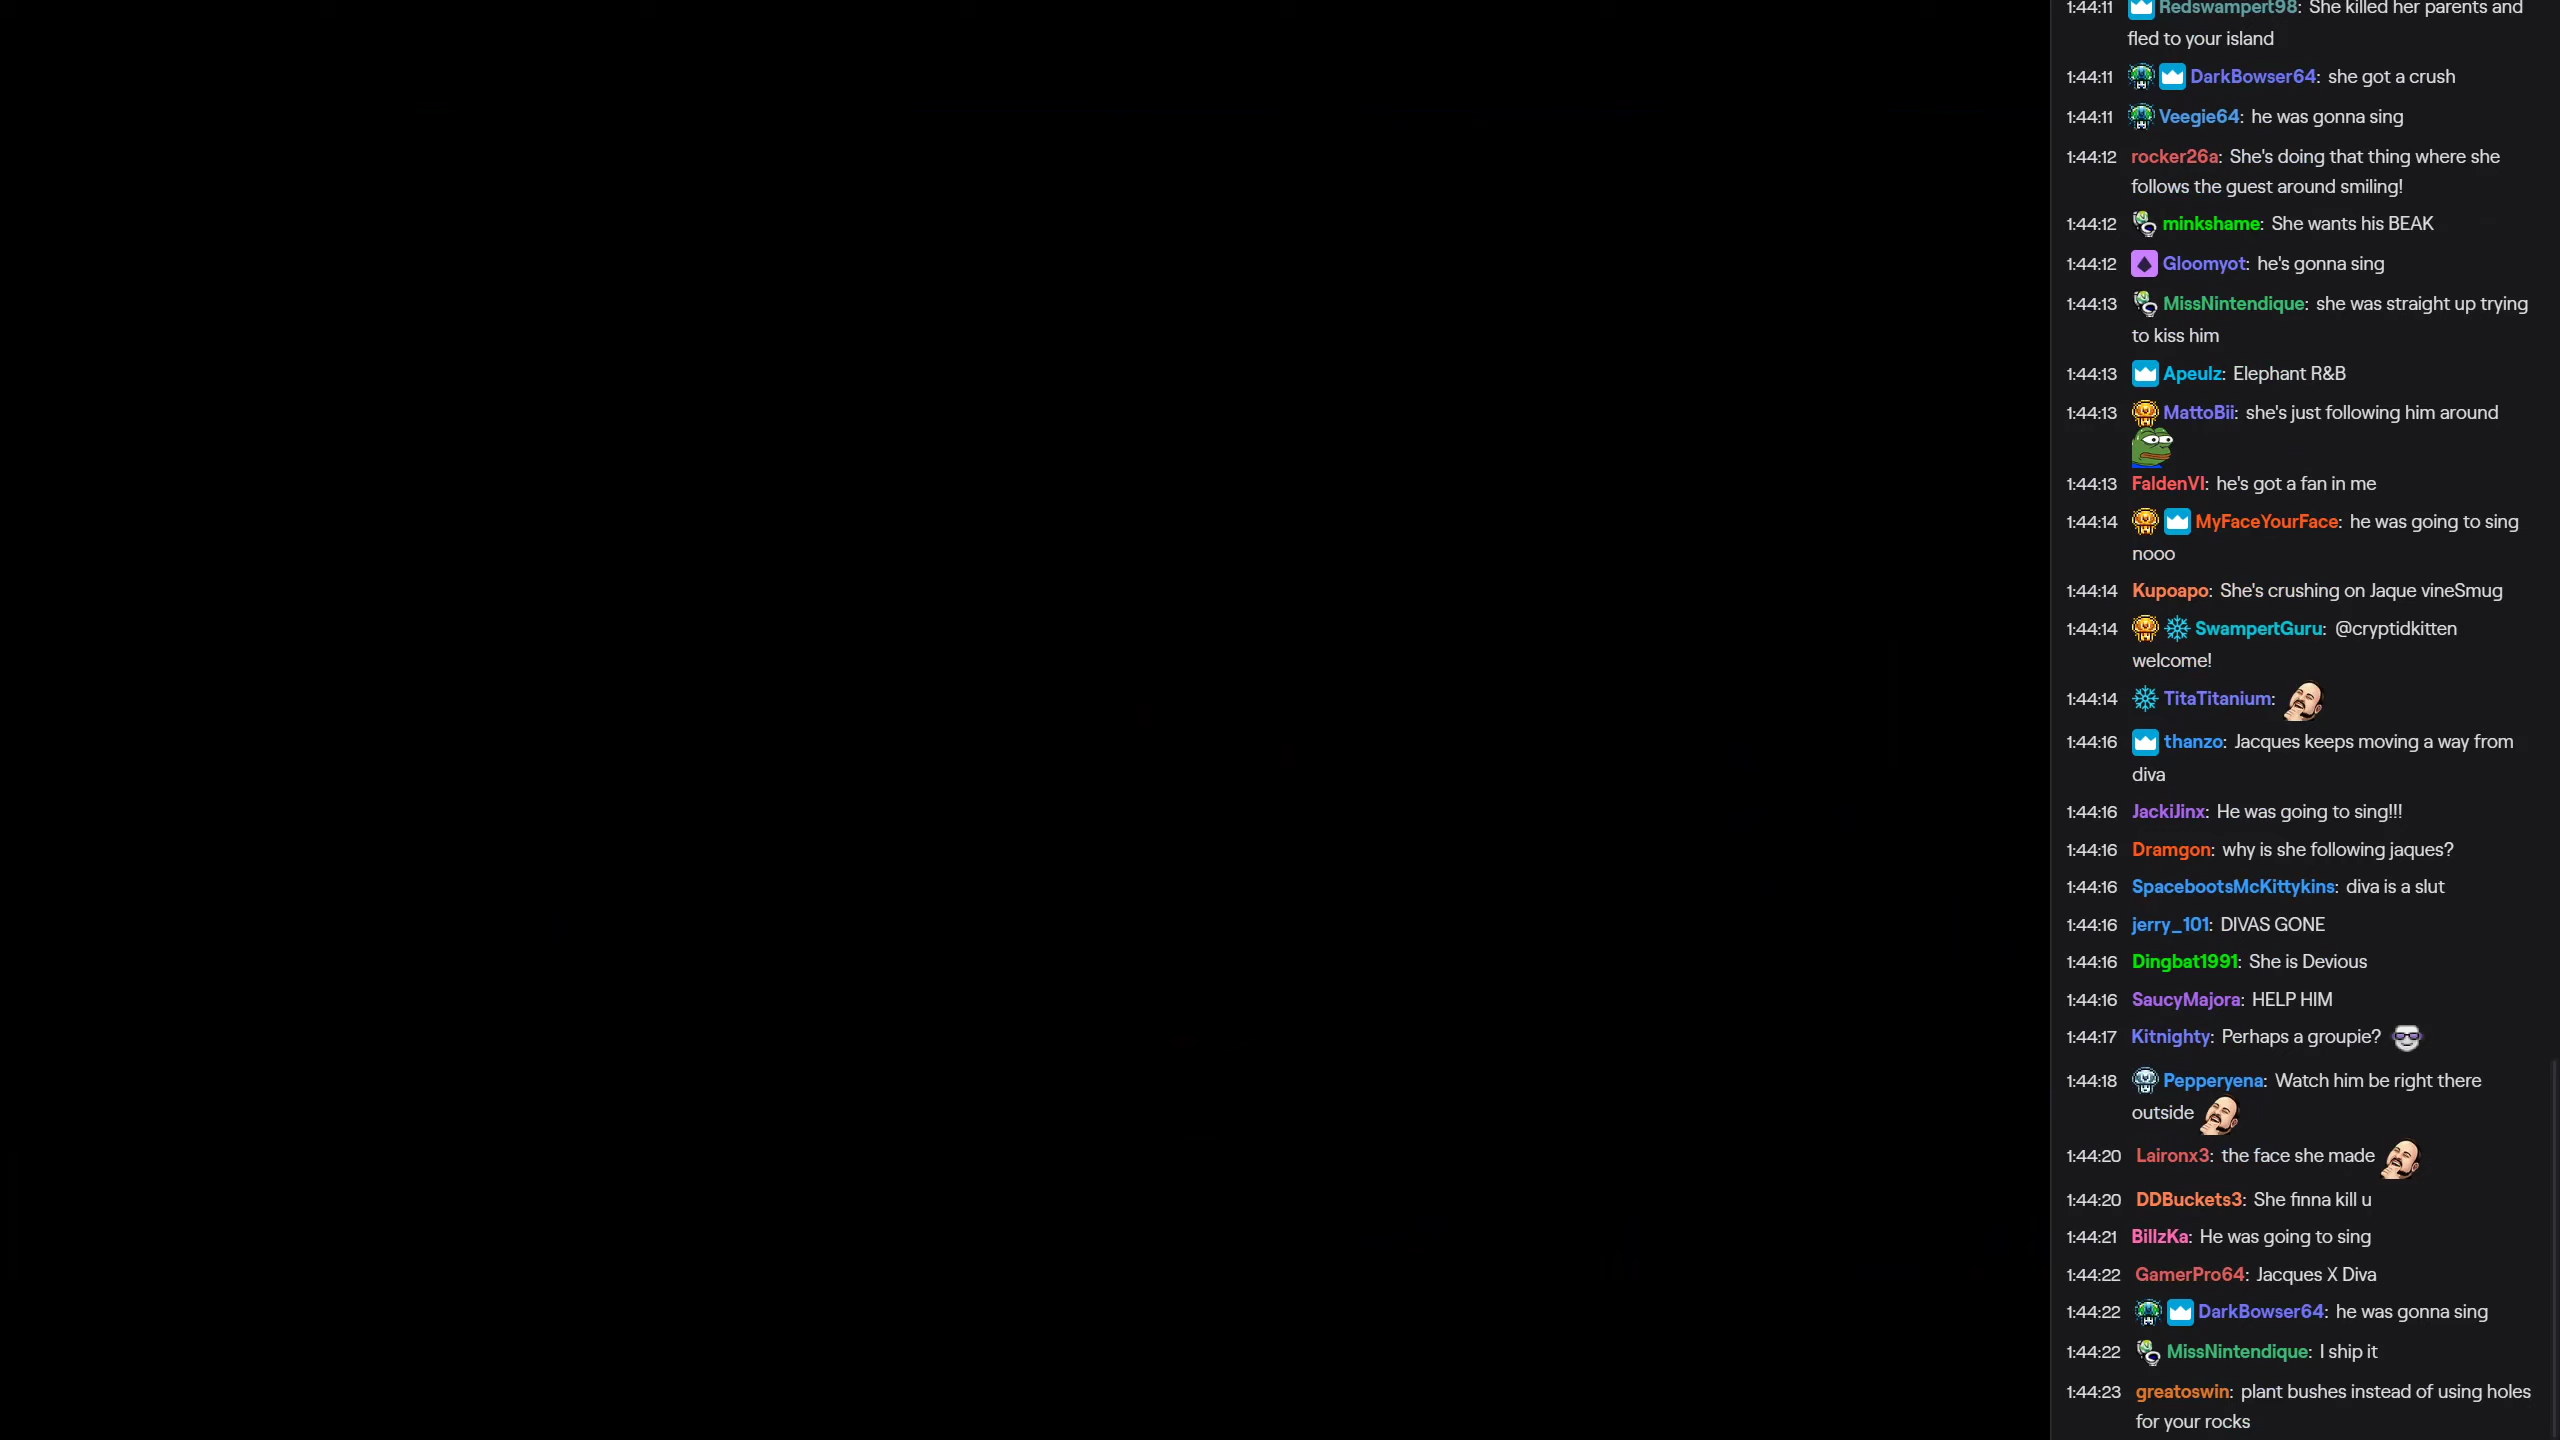 1:44:11 Redswampert98: She killed her parents and
fled to your island
1:44:11 DarkBowser64: she got a crush
1:44:11 Veegie64: he was gonna sing
1:44:12 rocker26a: She's doing that thing where she
follows the guest around smiling!
1:44:12 minkshame: She wants his BEAK
1:44:12 Gloomyot: he's gonna sing
1:44:13 MissNintendique: she was straight up trying
to kiss him
1:44:13 Apeulz: Elephant R&B
1:44:13 MattoBii: she's just following him around
1:44:13 FaldenVI: he's got a fan in me
1:44:14 MyFaceYourFace: he was going to sing
nooo
1:44:14 Kupoapo: She's crushing on Jaque vineSmug
1:44:14 SwampertGuru: @cryptidkitten
welcome!
1:44:14 TitaTitanium:
1:44:16 thanzo: Jacques keeps moving a way from
diva
1:44:16 JackiJinx: He was going to sing!!!
1:44:16 Dramgon: why is she following jaques?
1:44:16 SpacebootsMcKittykins: diva is a slut
1:44:16 jerry_101: DIVAS GONE
1:44:16 Dingbat1991: She is Devious
1:44:16 SaucyMajora: HELP HIM
1:44:17 Kitnighty: Perhaps a groupie?
1:44:18 Pepperyena: Watch him be right there
outside
1:44:20 Laironx3: the face she made
1:44:20 DDBuckets3: She finna kill u
1:44:21 BillzKa: He was going to sing
1:44:22 GamerPro64: Jacques X Diva
1:44:22 DarkBowser64: he was gonna sing
1:44:22 MissNintendique: I ship it
1:44:23 greatoswin: plant bushes instead of using holes
for your rocks